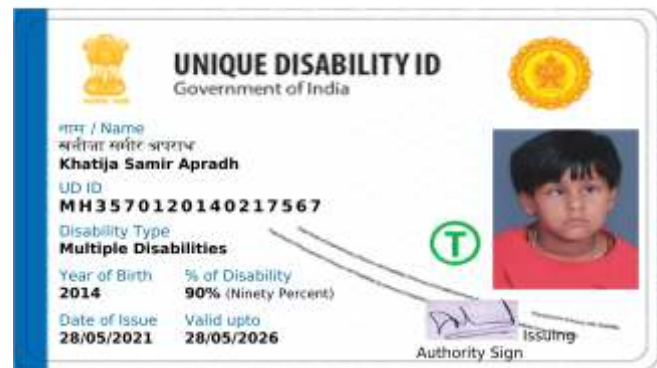 UNIQUE DISABILITY ID
Government of India
नाम / Name
खतीजा समीर अपराध
Khatija Samir Apradh
UD ID
MH3570120140217567
Disability Type
Multiple Disabilities
Year of Birth % of Disability
2014 90% (Ninety Percent)
Date of Issue Valid upto
28/05/2021 28/05/2026
T
Issuing
Authority Sign